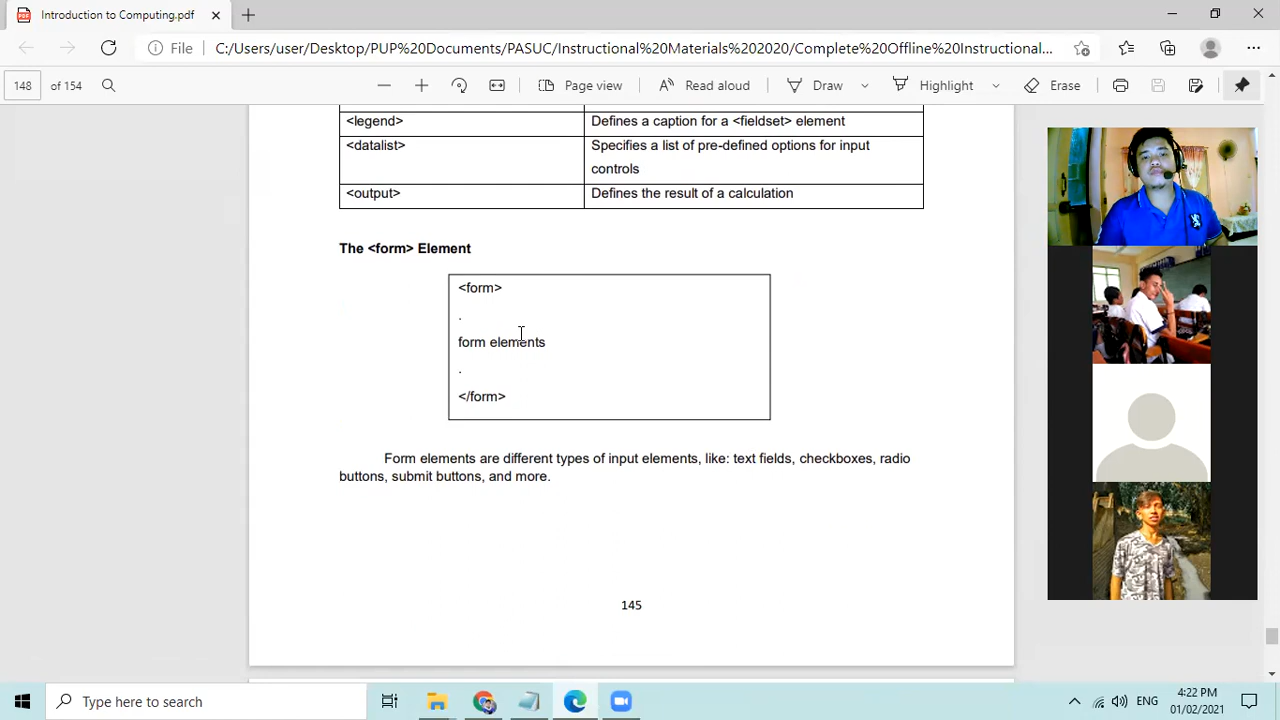 Introduction to Computing.pdf
File
C:/Users/user/Desktop/PUP%20Documents/PASUC/Instructional%20Materials%202020/Complete%20Offline%20Instructional...
148 of 154
Page view
Read aloud
Draw
Highlight
Erase
<legend> Defines a caption for a <fieldset> element
<datalist> Specifies a list of pre-defined options for input
controls
<output> Defines the result of a calculation
The <form> Element
<form>
.
form elements
.
</form>
Form elements are different types of input elements, like: text fields, checkboxes, radio
buttons, submit buttons, and more.
145
Type here to search
ENG
4:22 PM
01/02/2021